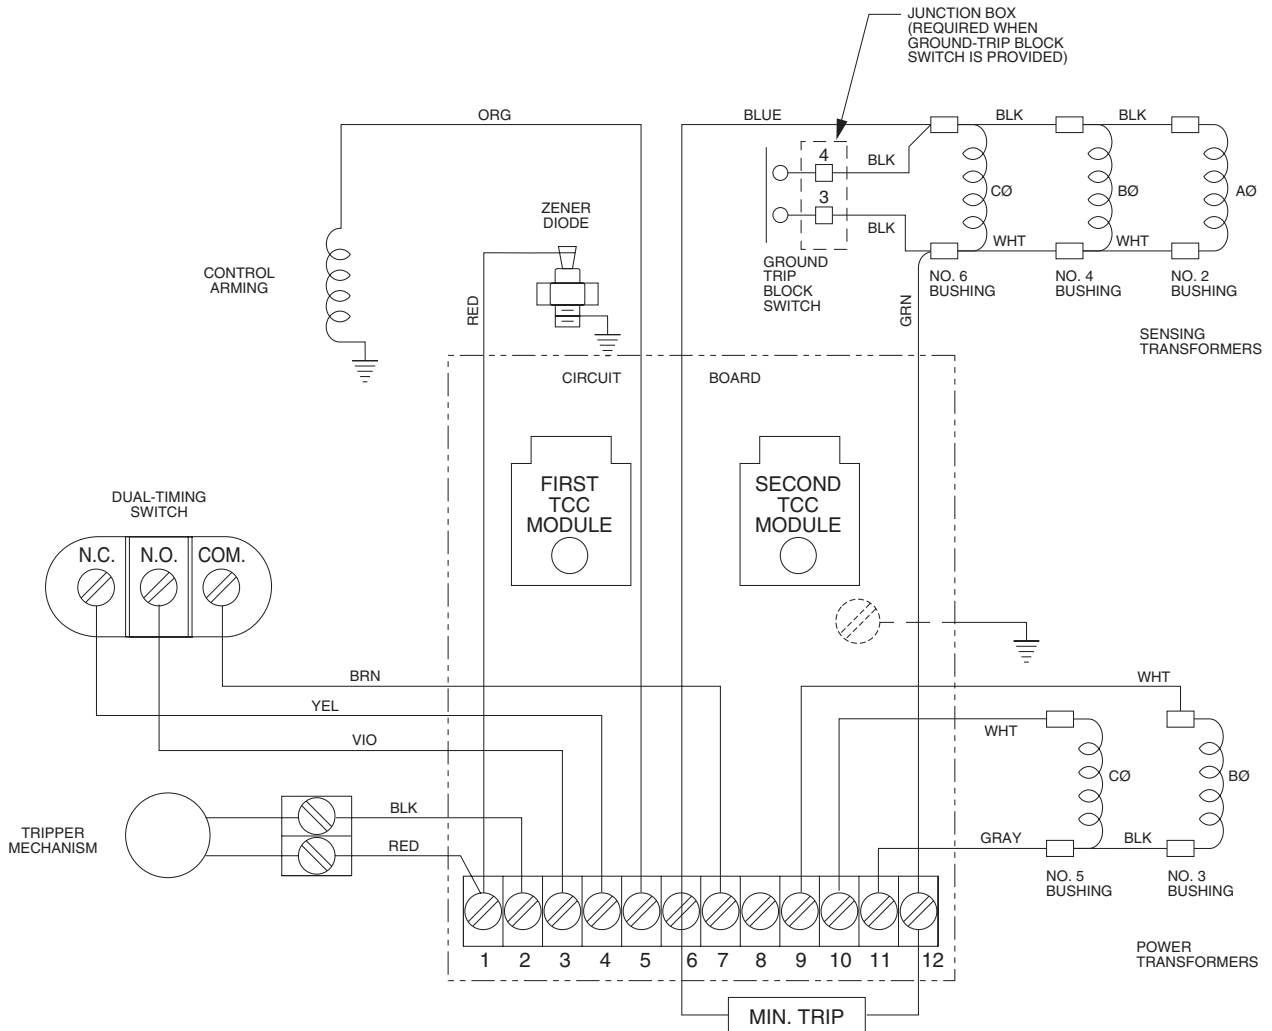 JUNCTION BOX
(REQUIRED WHEN
GROUND-TRIP BLOCK
SWITCH IS PROVIDED)
ORG
BLUE
BLK
BLK
4
BLK
3
BLK
CØ
BØ
AØ
WHT
WHT
ZENER
DIODE
CONTROL
ARMING
RED
GROUND
TRIP
BLOCK
SWITCH
GRN
NO. 6
BUSHING
NO. 4
BUSHING
NO. 2
BUSHING
SENSING
TRANSFORMERS
CIRCUIT
BOARD
FIRST
TCC
MODULE
SECOND
TCC
MODULE
DUAL-TIMING
SWITCH
N.C.
N.O.
COM.
BRN
YEL
VIO
WHT
WHT
CØ
BØ
TRIPPER
MECHANISM
BLK
RED
GRAY
BLK
NO. 5
BUSHING
NO. 3
BUSHING
POWER
TRANSFORMERS
1 2 3 4 5 6 7 8 9 10 11 12
MIN. TRIP